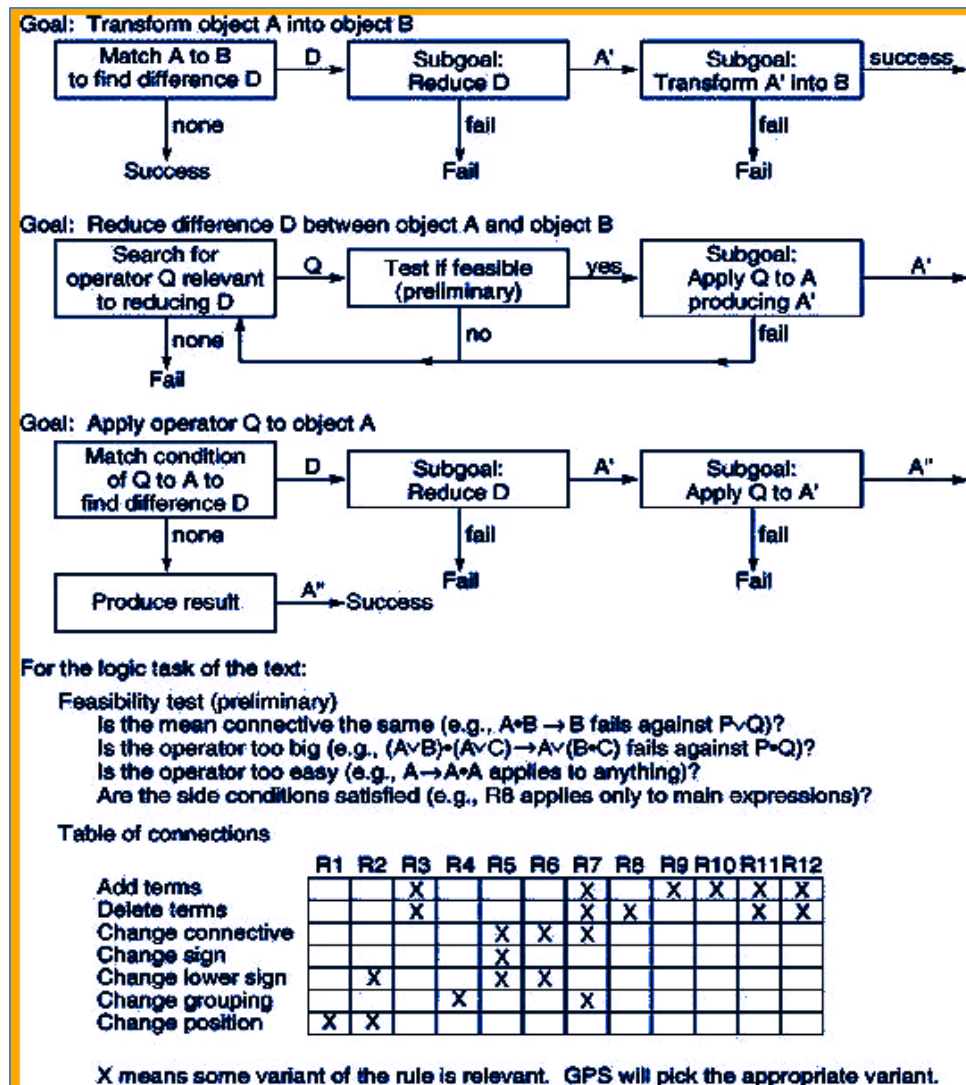 Goal: Transform object A into object B
Match A to B D Subgoal: A' Subgoal: success
to find difference D Reduce D Transform A' into B
none fail fail
Success Fail Fail
Goal: Reduce difference D between object A and object B
Search for Q Test if feasible yes Subgoal: A'
operator Q relevant (preliminary) Apply Q to A
to reducing D producing A'
none no fail
Fail
Goal: Apply operator Q to object A
Match condition D Subgoal: A' Subgoal: A"
of Q to A to Reduce D Apply Q to A'
find difference D
none fail fail
Fail Fail
Produce result A" Success
For the logic task of the text:
Feasibility test (preliminary)
Is the mean connective the same (e.g., A•B → B fails against P∨Q)?
Is the operator too big (e.g., (A∨B)•(A∨C)→A∨(B•C) fails against P•Q)?
Is the operator too easy (e.g., A→A•A applies to anything)?
Are the side conditions satisfied (e.g., R8 applies only to main expressions)?
Table of connections
R1 R2 R3 R4 R5 R6 R7 R8 R9 R10 R11 R12
Add terms X X X X X X
Delete terms X X X X X
Change connective X X X
Change sign X
Change lower sign X X X
Change grouping X X
Change position X X
X means some variant of the rule is relevant. GPS will pick the appropriate variant.